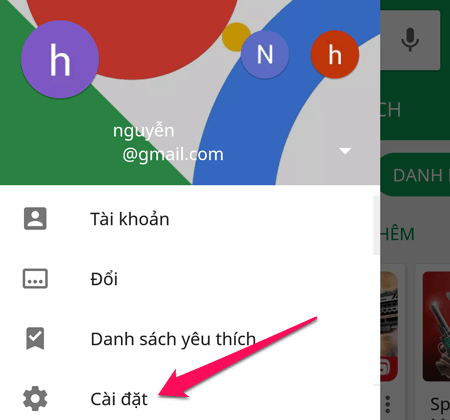 h
N
h
nguyễn
@gmail.com
CH
DANH
HÊM
Tài khoản
Đổi
Danh sách yêu thích
Cài đặt
Sp